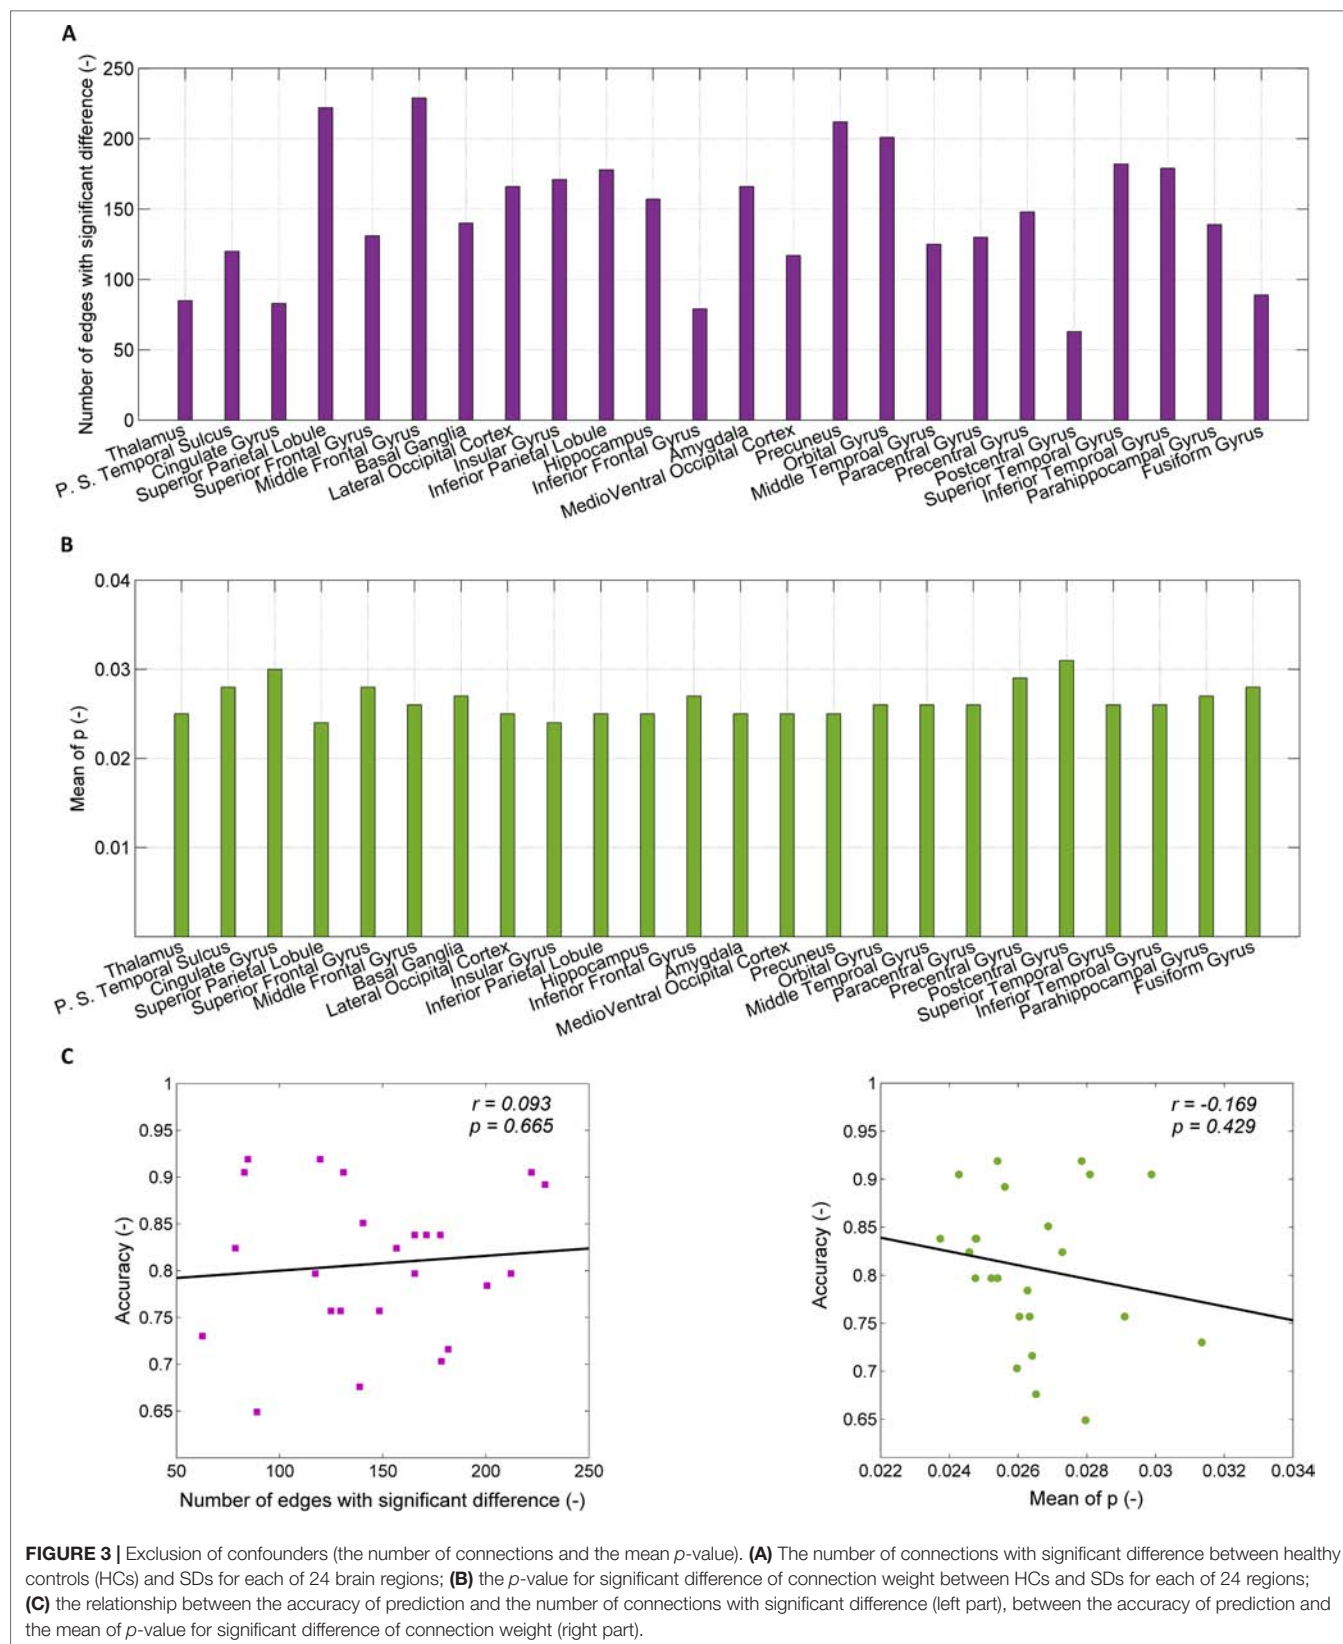 A
Number of edges with significant difference (-)
250
200
150
100
50
0
Thalamus
P. S. Temporal Sulcus
Cingulate Gyrus
Superior Parietal Lobule
Superior Frontal Gyrus
Middle Frontal Gyrus
Basal Ganglia
Lateral Occipital Cortex
Insular Gyrus
Inferior Parietal Lobule
Hippocampus
Inferior Frontal Gyrus
Amygdala
MedioVentral Occipital Cortex
Precuneus
Orbital Gyrus
Middle Temproal Gyrus
Paracentral Gyrus
Precentral Gyrus
Postcentral Gyrus
Superior Temporal Gyrus
Inferior Temproal Gyrus
Parahippocampal Gyrus
Fusiform Gyrus
B
Mean of p (-)
0.04
0.03
0.02
0.01
Thalamus
P. S. Temporal Sulcus
Cingulate Gyrus
Superior Parietal Lobule
Superior Frontal Gyrus
Middle Frontal Gyrus
Basal Ganglia
Lateral Occipital Cortex
Insular Gyrus
Inferior Parietal Lobule
Hippocampus
Inferior Frontal Gyrus
Amygdala
MedioVentral Occipital Cortex
Precuneus
Orbital Gyrus
Middle Temproal Gyrus
Paracentral Gyrus
Precentral Gyrus
Postcentral Gyrus
Superior Temporal Gyrus
Inferior Temproal Gyrus
Parahippocampal Gyrus
Fusiform Gyrus
C
Accuracy (-)
1
0.95
0.9
0.85
0.8
0.75
0.7
0.65
r = 0.093
p = 0.665
50 100 150 200 250
Number of edges with significant difference (-)
Accuracy (-)
1
0.95
0.9
0.85
0.8
0.75
0.7
0.65
r = -0.169
p = 0.429
0.022 0.024 0.026 0.028 0.03 0.032 0.034
Mean of p (-)
FIGURE 3 | Exclusion of confounders (the number of connections and the mean p-value). (A) The number of connections with significant difference between healthy
controls (HCs) and SDs for each of 24 brain regions; (B) the p-value for significant difference of connection weight between HCs and SDs for each of 24 regions;
(C) the relationship between the accuracy of prediction and the number of connections with significant difference (left part), between the accuracy of prediction and
the mean of p-value for significant difference of connection weight (right part).